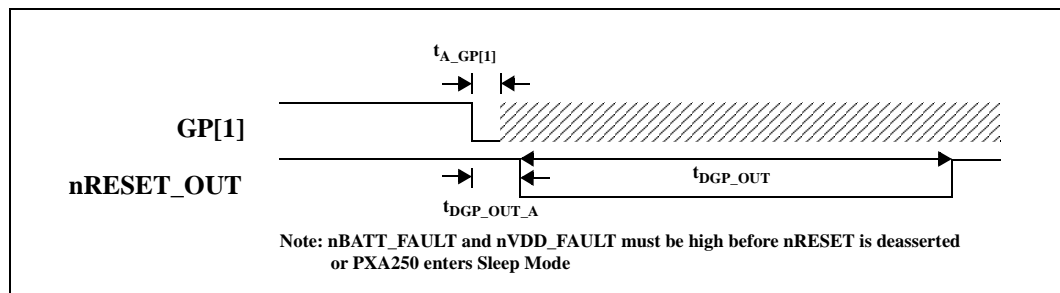 tA_GP[1]
GP[1]
nRESET_OUT
tDGP_OUT
tDGP_OUT_A
Note: nBATT_FAULT and nVDD_FAULT must be high before nRESET is deasserted
or PXA250 enters Sleep Mode